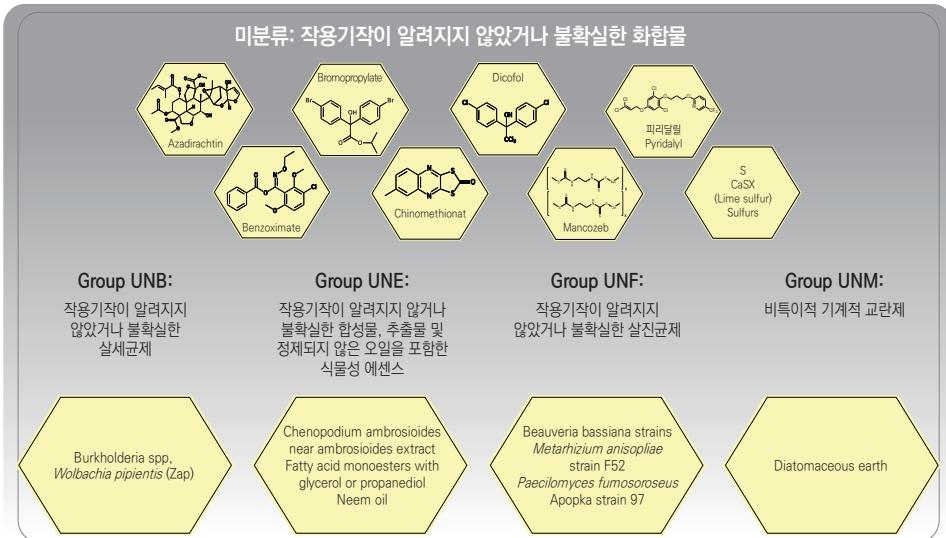 미분류: 작용기작이 알려지지 않았거나 불확실한 화합물
Azadirachtin
Bromopropylate
Dicofol
피리달릴
Pyridalyl
Benzoximate
Chinomethionat
Mancozeb
S
CaSX
(Lime sulfur)
Sulfurs
Group UNB:
작용기작이 알려지지
않았거나 불확실한
살세균제
Group UNE:
작용기작이 알려지지 않거나
불확실한 합성물, 추출물 및
정제되지 않은 오일을 포함한
식물성 에센스
Group UNF:
작용기작이 알려지지
않았거나 불확실한 살진균제
Group UNM:
비특이적 기계적 교란제
Burkholderia spp,
Wolbachia pipientis (Zap)
Chenopodium ambrosioides
near ambrosioides extract
Fatty acid monoesters with
glycerol or propanediol
Neem oil
Beauveria bassiana strains
Metarhizium anisopliae
strain F52
Paecilomyces fumosoroseus
Apopka strain 97
Diatomaceous earth